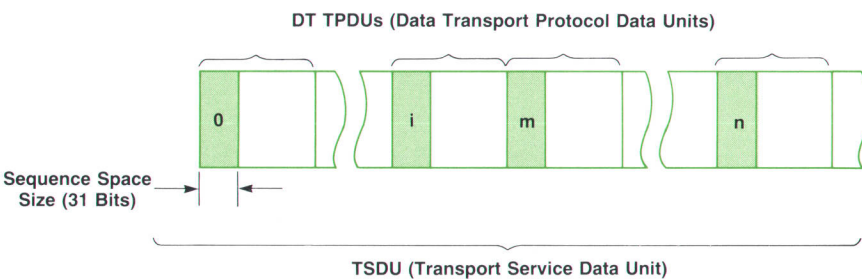 DT TPDUs (Data Transport Protocol Data Units)
0
i
m
n
Sequence Space
Size (31 Bits)
TSDU (Transport Service Data Unit)